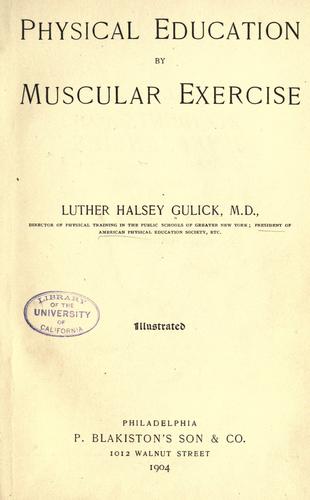 PHYSICAL EDUCATION
BY
MUSCULAR EXERCISE
LUTHER HALSEY GULICK, M.D.,
DIRECTOR OF PHYSICAL TRAINING IN THE PUBLIC SCHOOLS OF GREATER NEW YORK; PRESIDENT OF
AMERICAN PHYSICAL EDUCATION SOCIETY, ETC.
LIBRARY
OF THE
UNIVERSITY
OF
CALIFORNIA
Illustrated
PHILADELPHIA
P. BLAKISTON'S SON & CO.
1012 WALNUT STREET
1904